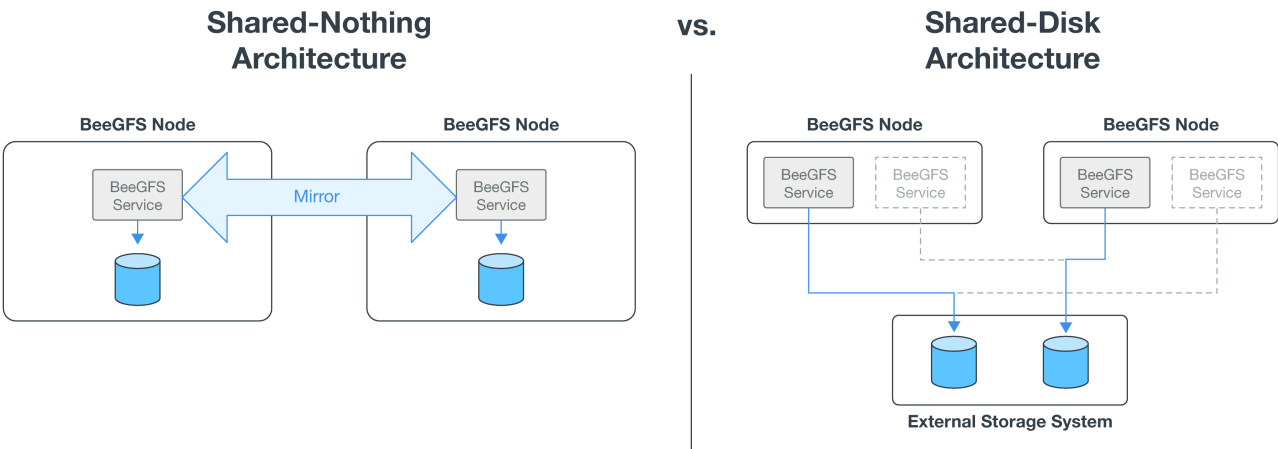 Shared-Nothing
Architecture
vs.
Shared-Disk
Architecture
BeeGFS Node
BeeGFS Node
BeeGFS
Service
Mirror
BeeGFS
Service
BeeGFS Node
BeeGFS Node
BeeGFS
Service
BeeGFS
Service
BeeGFS
Service
BeeGFS
Service
External Storage System